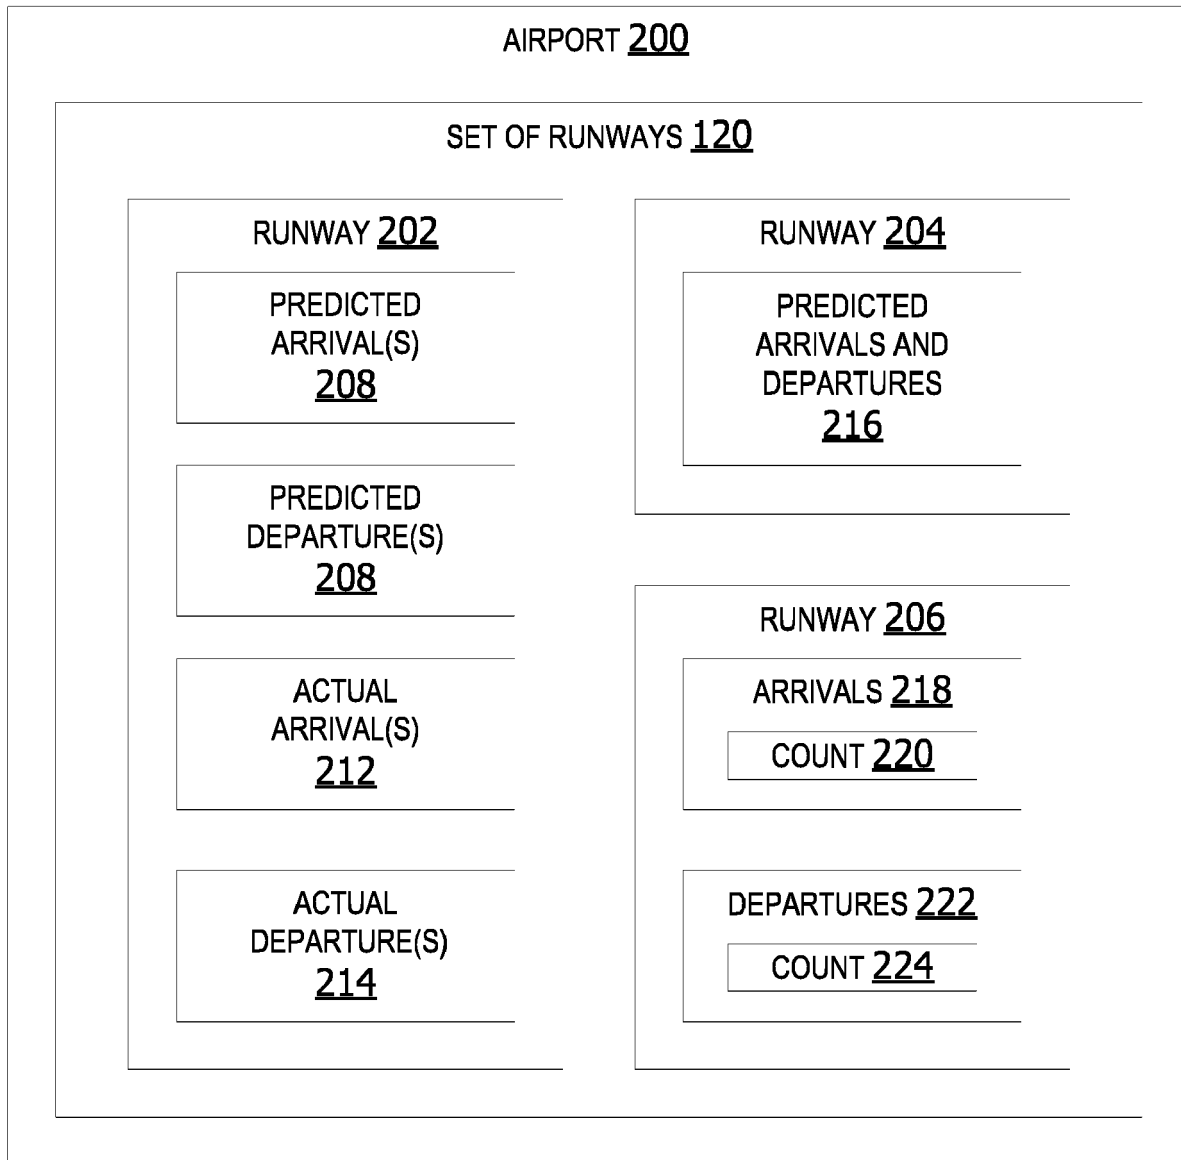 AIRPORT 200
SET OF RUNWAYS 120
RUNWAY 202
PREDICTED
ARRIVAL(S)
208
PREDICTED
DEPARTURE(S)
208
ACTUAL
ARRIVAL(S)
212
ACTUAL
DEPARTURE(S)
214
RUNWAY 204
PREDICTED
ARRIVALS AND
DEPARTURES
216
RUNWAY 206
ARRIVALS 218
COUNT 220
DEPARTURES 222
COUNT 224